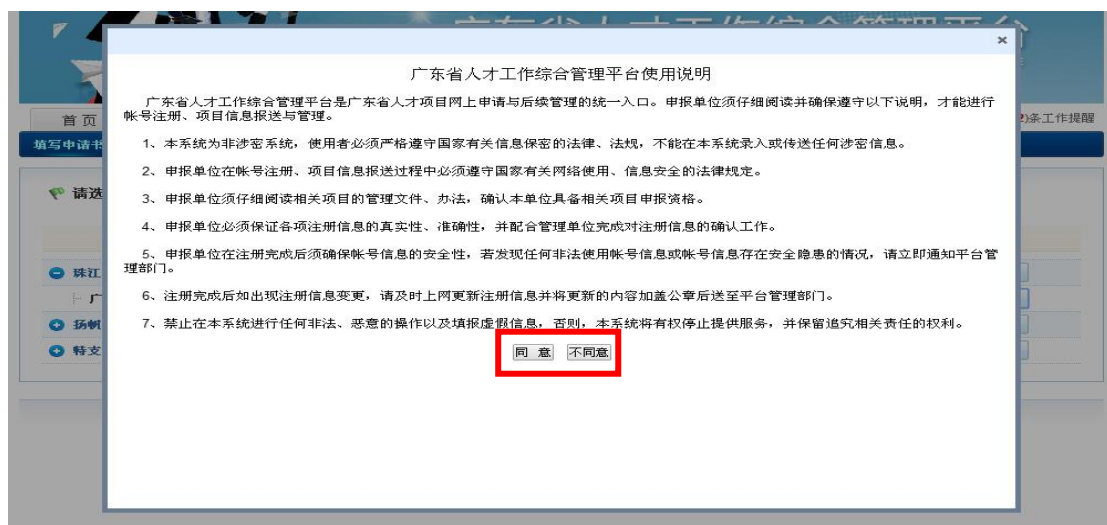 ×
广东省人才工作综合管理平台使用说明
广东省人才工作综合管理平台是广东省人才项目网上申请与后续管理的统一入口。申报单位须仔细阅读并确保遵守以下说明，才能进行
帐号注册、项目信息报送与管理。
首 页
条工作提醒
填写申请书
1、本系统为非涉密系统，使用者必须严格遵守国家有关信息保密的法律、法规，不能在本系统录入或传送任何涉密信息。
2、申报单位在帐号注册、项目信息报送过程中必须遵守国家有关网络使用、信息安全的法律规定。
请选
3、申报单位须仔细阅读相关项目的管理文件、办法，确认本单位具备相关项目申报资格。
4、申报单位必须保证各项注册信息的真实性、准确性，并配合管理单位完成对注册信息的确认工作。
5、申报单位在注册完成后须确保帐号信息的安全性，若发现任何非法使用帐号信息或帐号信息存在安全隐患的情况，请立即通知平台管
理部门。
珠江
6、注册完成后如出现注册信息变更，请及时上网更新注册信息并将更新的内容加盖公章后送至平台管理部门。
广
7、禁止在本系统进行任何非法、恶意的操作以及填报虚假信息，否则，本系统将有权停止提供服务，并保留追究相关责任的权利。
扬帆
特支
同 意 不同意